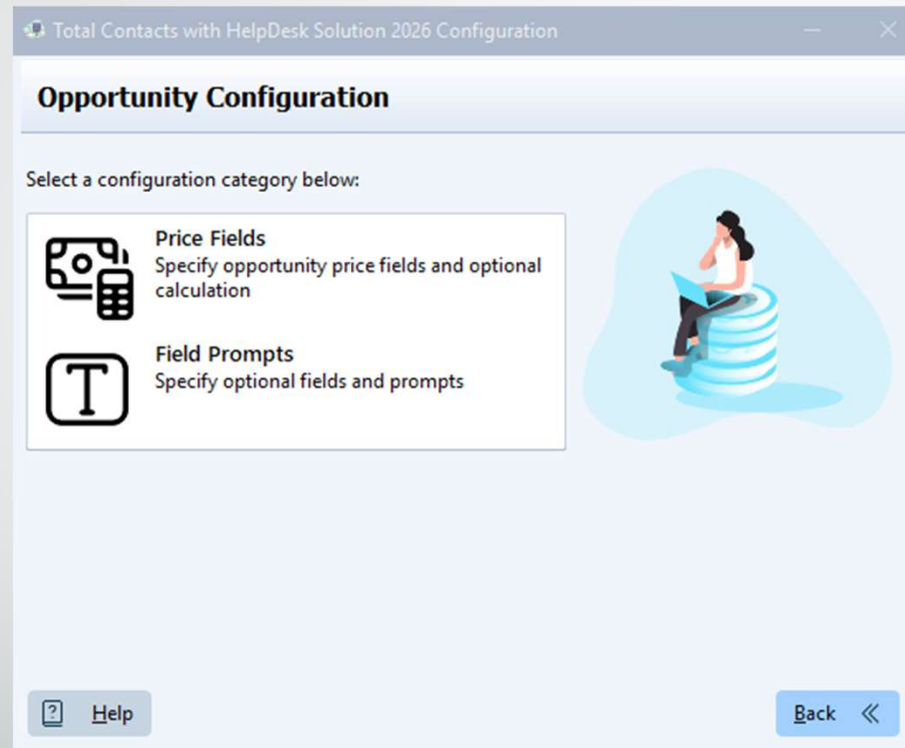 Total Contacts with HelpDesk Solution 2026 Configuration
Opportunity Configuration
Select a configuration category below:
Price Fields
Specify opportunity price fields and optional
calculation
T
Field Prompts
Specify optional fields and prompts
? Help
Back